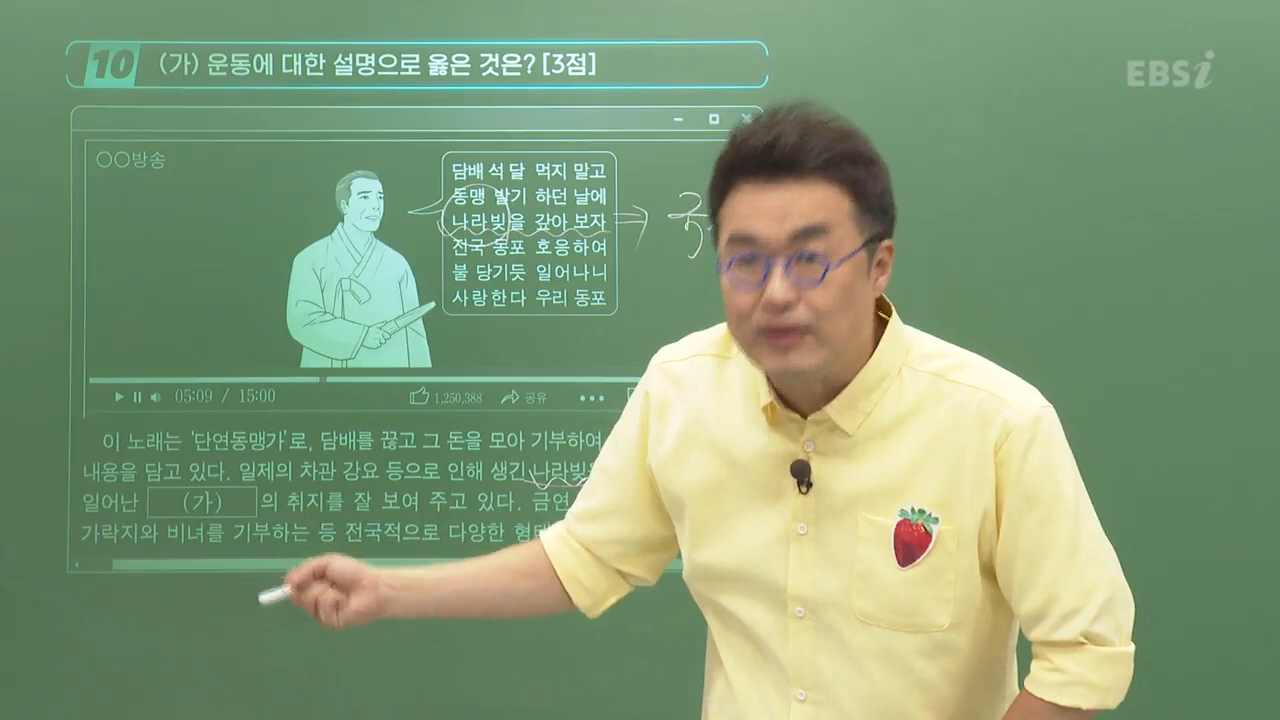 10 (가) 운동에 대한 설명으로 옳은 것은? [3점]
EBSi
○○방송
담배 석 달 먹지 말고
동맹 발기 하던 날에
나라빚을 갚아 보자
전국 동포 호응하여
불 당기듯 일어나니
사랑한다 우리 동포
국
05:09 / 15:00
1,250,388
공유
이 노래는 '단연동맹가'로, 담배를 끊고 그 돈을 모아 기부하여
내용을 담고 있다. 일제의 차관 강요 등으로 인해 생긴 나라빚
일어난 (가) 의 취지를 잘 보여 주고 있다. 금연
가락지와 비녀를 기부하는 등 전국적으로 다양한